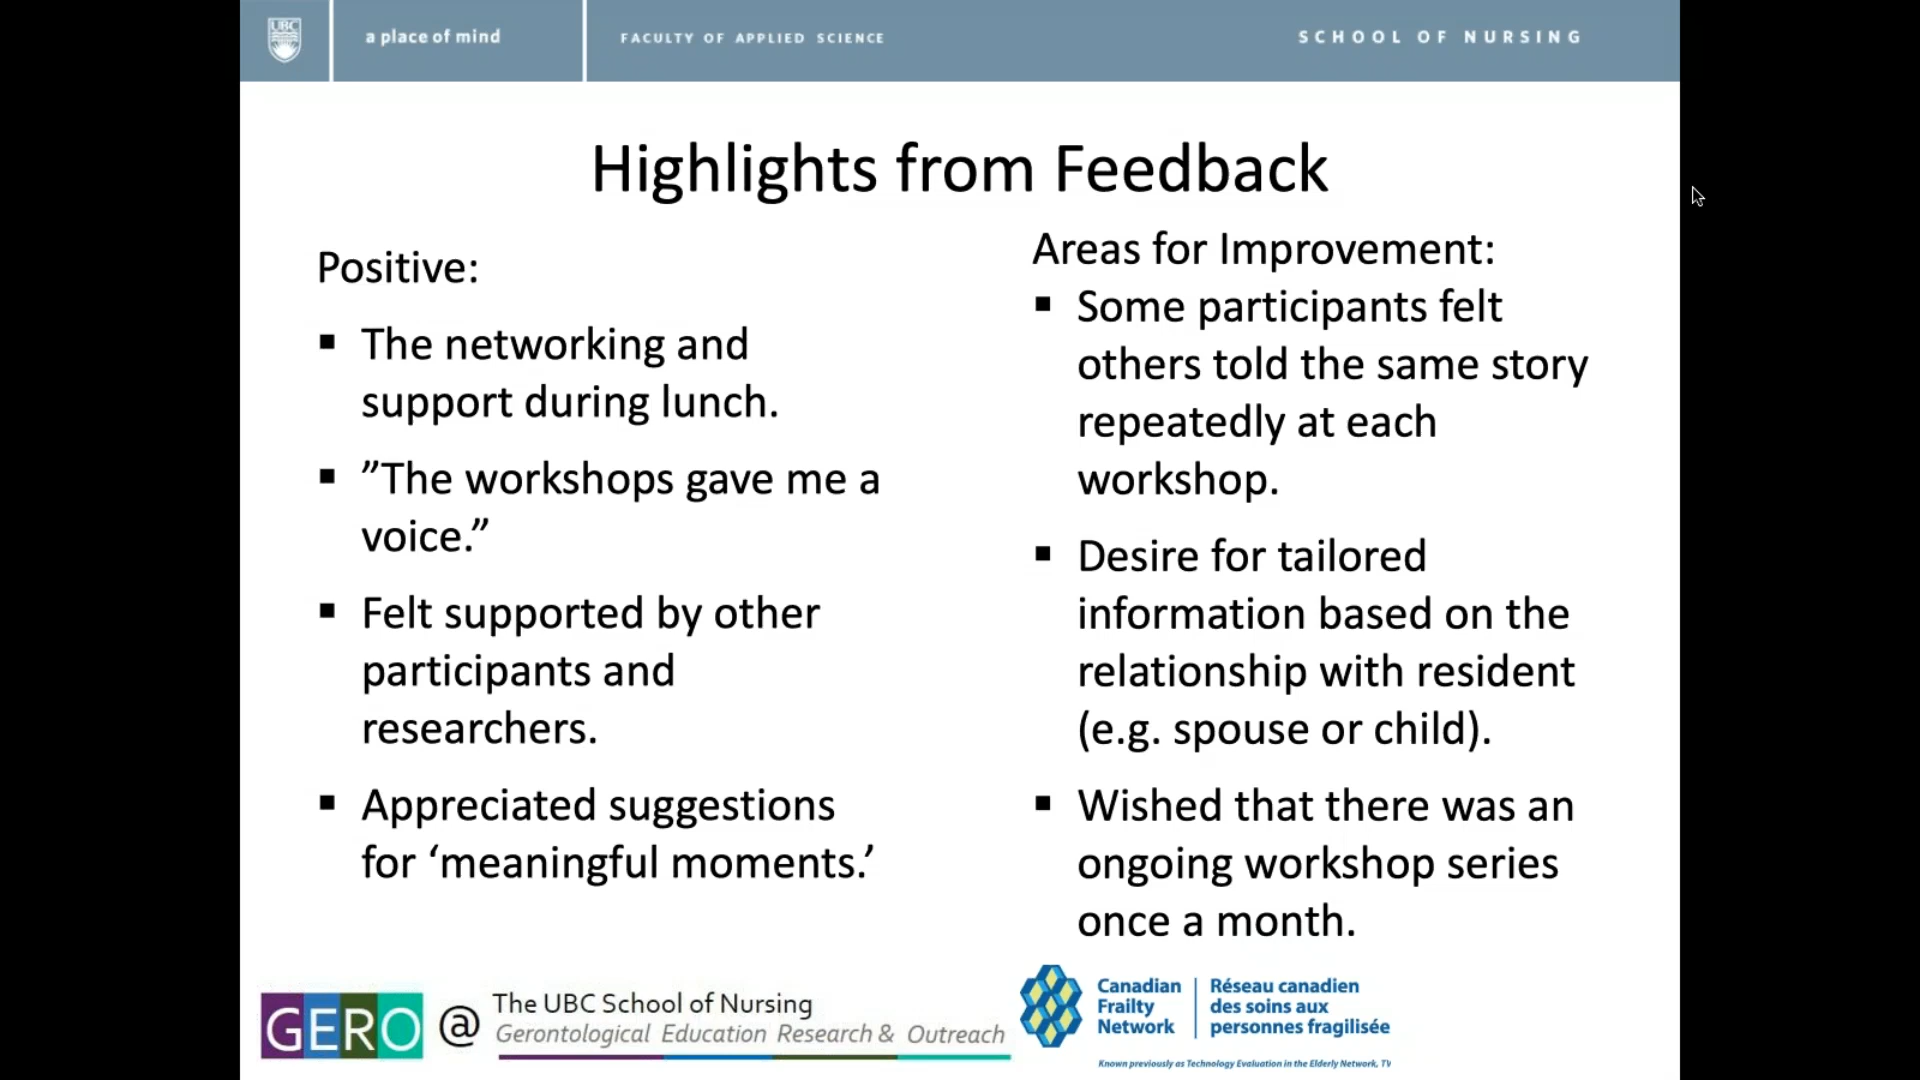 UBC
a place of mind
FACULTY OF APPLIED SCIENCE
SCHOOL OF NURSING
Highlights from Feedback
Positive:
▪ The networking and
support during lunch.
▪ ”The workshops gave me a
voice.”
▪ Felt supported by other
participants and
researchers.
▪ Appreciated suggestions
for ‘meaningful moments.’
Areas for Improvement:
▪ Some participants felt
others told the same story
repeatedly at each
workshop.
▪ Desire for tailored
information based on the
relationship with resident
(e.g. spouse or child).
▪ Wished that there was an
ongoing workshop series
once a month.
GERO @
The UBC School of Nursing
Gerontological Education Research & Outreach
Canadian
Frailty
Network
Réseau canadien
des soins aux
personnes fragilisée
Known previously as Technology Evaluation in the Elderly Network, TV